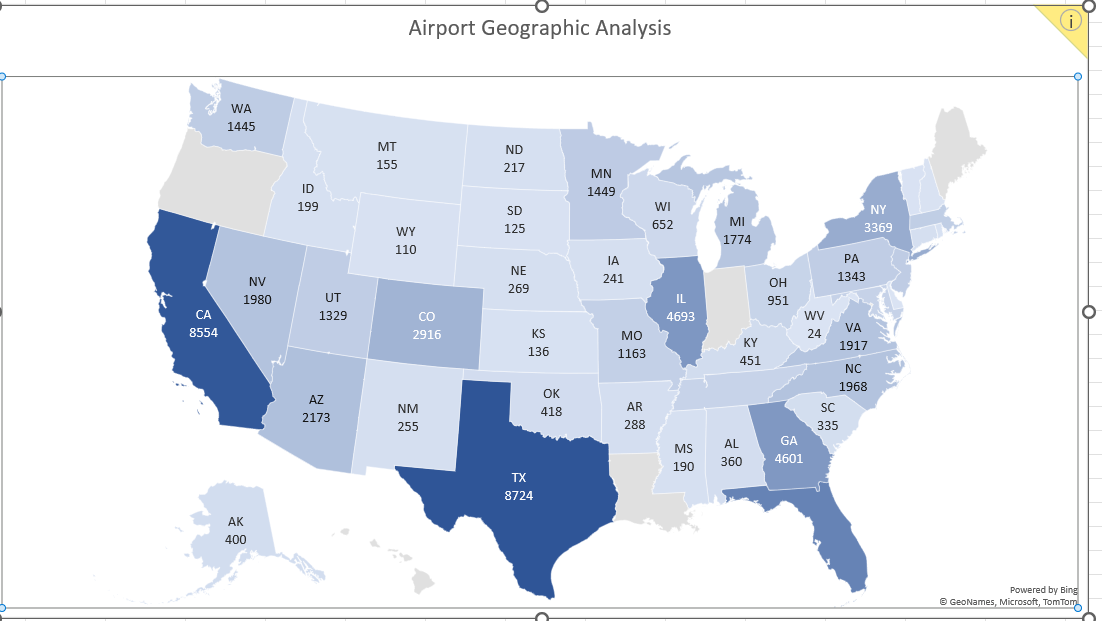 Airport Geographic Analysis
i
WA
1445
MT
155
ND
217
MN
1449
ID
199
SD
125
WI
652
MI
1774
NY
3369
WY
110
IA
241
PA
1343
NE
269
OH
951
NV
1980
UT
1329
CO
2916
IL
4693
WV
24
CA
8554
KS
136
MO
1163
KY
451
VA
1917
NC
1968
AZ
2173
NM
255
OK
418
AR
288
SC
335
MS
190
AL
360
GA
4601
TX
8724
AK
400
Powered by Bing
© GeoNames, Microsoft, TomTom